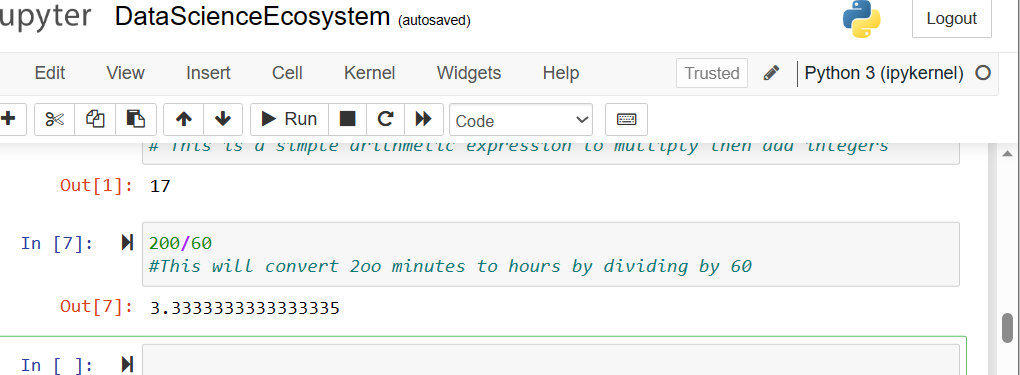 upyter DataScienceEcosystem (autosaved) Logout
Edit View Insert Cell Kernel Widgets Help Trusted Python 3 (ipykernel)
Run Code
# This is a simple arithmetic expression to multiply then add integers
Out[1]: 17
In [7]: 200/60
#This will convert 2oo minutes to hours by dividing by 60
Out[7]: 3.3333333333333335
In [ ]: